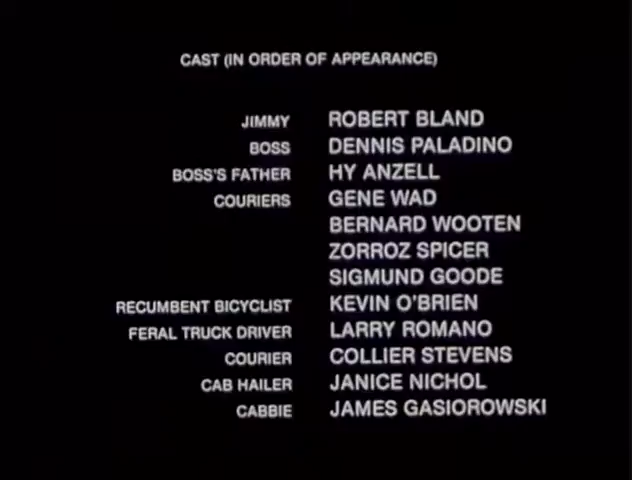 CAST (IN ORDER OF APPEARANCE)
JIMMY ROBERT BLAND
BOSS DENNIS PALADINO
BOSS'S FATHER HY ANZELL
COURIERS GENE WAD
BERNARD WOOTEN
ZORROZ SPICER
SIGMUND GOODE
RECUMBENT BICYCLIST KEVIN O'BRIEN
FERAL TRUCK DRIVER LARRY ROMANO
COURIER COLLIER STEVENS
CAB HAILER JANICE NICHOL
CABBIE JAMES GASIOROWSKI